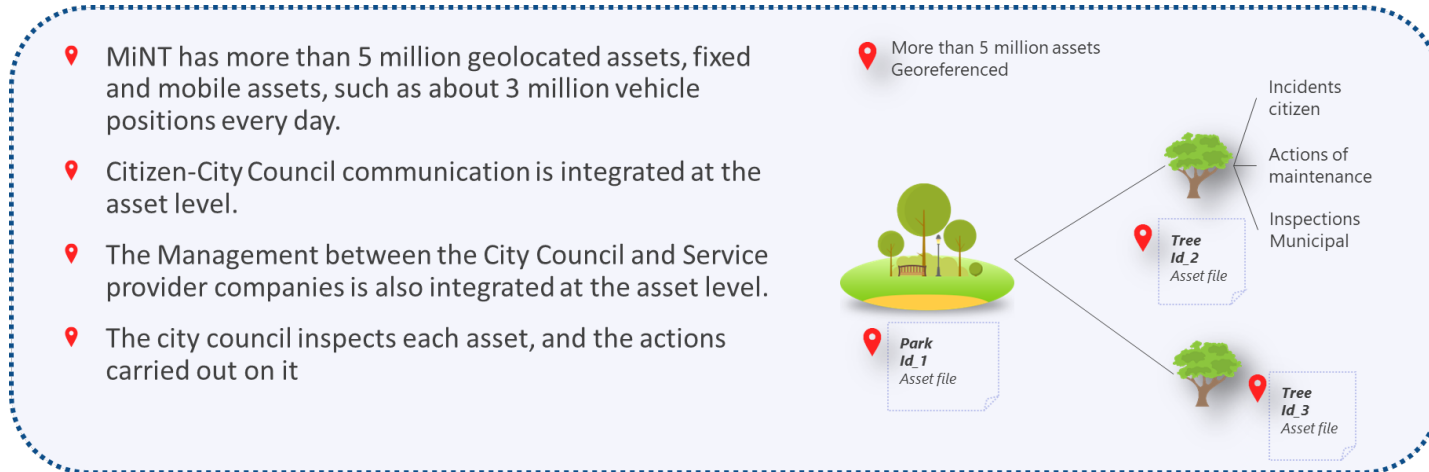 MiNT has more than 5 million geolocated assets, fixed
and mobile assets, such as about 3 million vehicle
positions every day.
Citizen-City Council communication is integrated at the
asset level.
The Management between the City Council and Service
provider companies is also integrated at the asset level.
The city council inspects each asset, and the actions
carried out on it
More than 5 million assets
Georeferenced
Incidents
citizen
Actions of
maintenance
Inspections
Municipal
Tree
Id_2
Asset file
Park
Id_1
Asset file
Tree
Id_3
Asset file